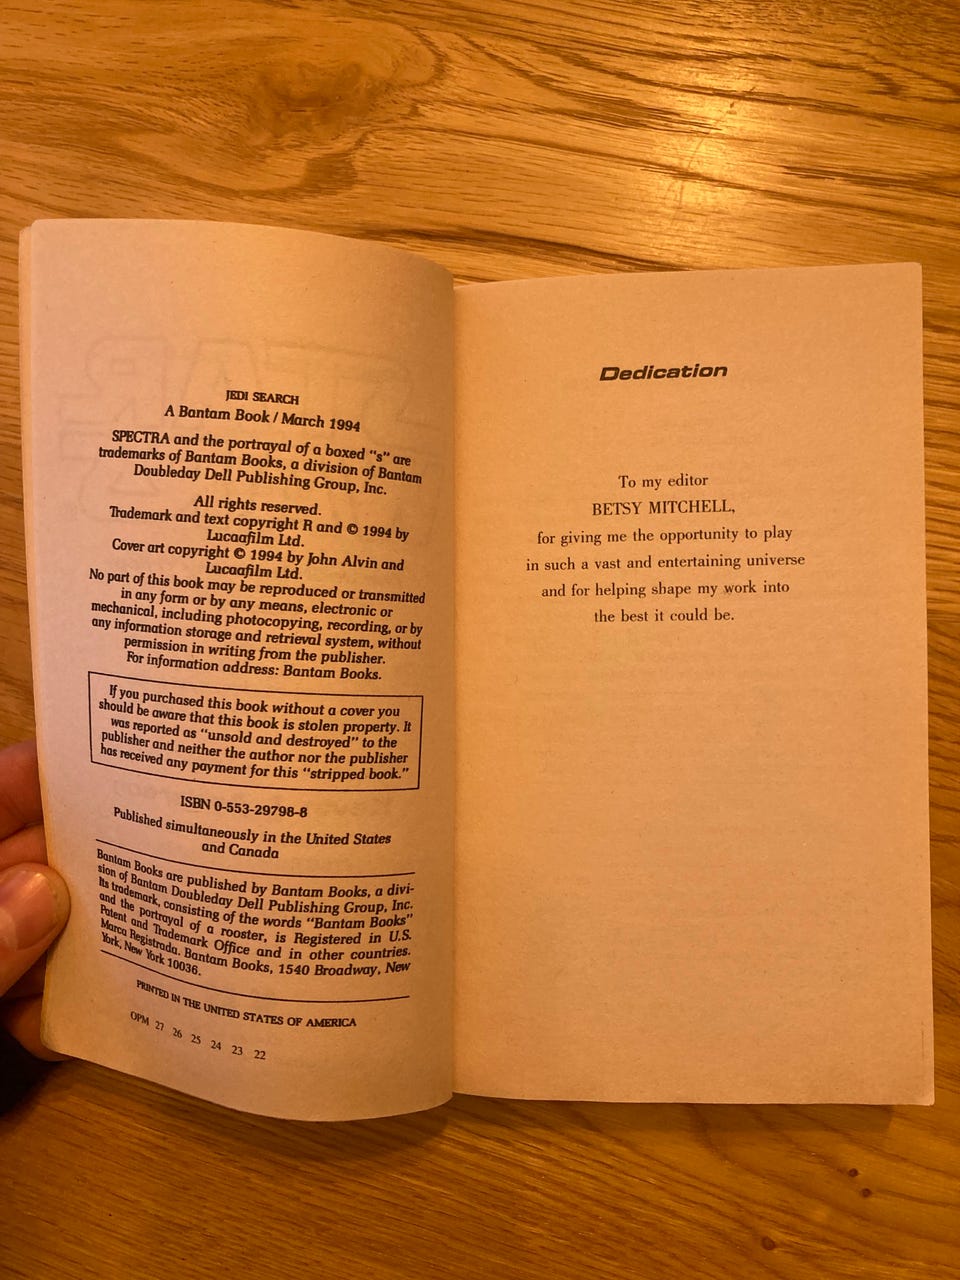 JEDI SEARCH
A Bantam Book / March 1994
SPECTRA and the portrayal of a boxed “s” are
trademarks of Bantam Books, a division of Bantam
Doubleday Dell Publishing Group, Inc.
All rights reserved.
Trademark and text copyright R and © 1994 by
Lucasfilm Ltd.
Cover art copyright © 1994 by John Alvin and
Lucasfilm Ltd.
No part of this book may be reproduced or transmitted
in any form or by any means, electronic or
mechanical, including photocopying, recording, or by
any information storage and retrieval system, without
permission in writing from the publisher.
For information address: Bantam Books.
If you purchased this book without a cover you
should be aware that this book is stolen property. It
was reported as “unsold and destroyed” to the
publisher and neither the author nor the publisher
has received any payment for this “stripped book.”
ISBN 0-553-29798-8
Published simultaneously in the United States
and Canada
Bantam Books are published by Bantam Books, a divi-
sion of Bantam Doubleday Dell Publishing Group, Inc.
Its trademark, consisting of the words “Bantam Books”
and the portrayal of a rooster, is Registered in U.S.
Patent and Trademark Office and in other countries.
Marca Registrada. Bantam Books, 1540 Broadway, New
York, New York 10036.
PRINTED IN THE UNITED STATES OF AMERICA
OPM 27 26 25 24 23 22
Dedication
To my editor
BETSY MITCHELL,
for giving me the opportunity to play
in such a vast and entertaining universe
and for helping shape my work into
the best it could be.